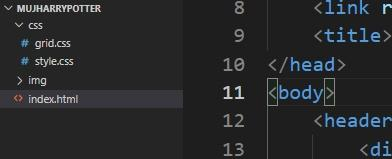 MUJHARRYPOTTER
css
grid.css
style.css
img
index.html
8 <link r
9 <title>
10 </head>
11 <body>
12 <header
13 <di